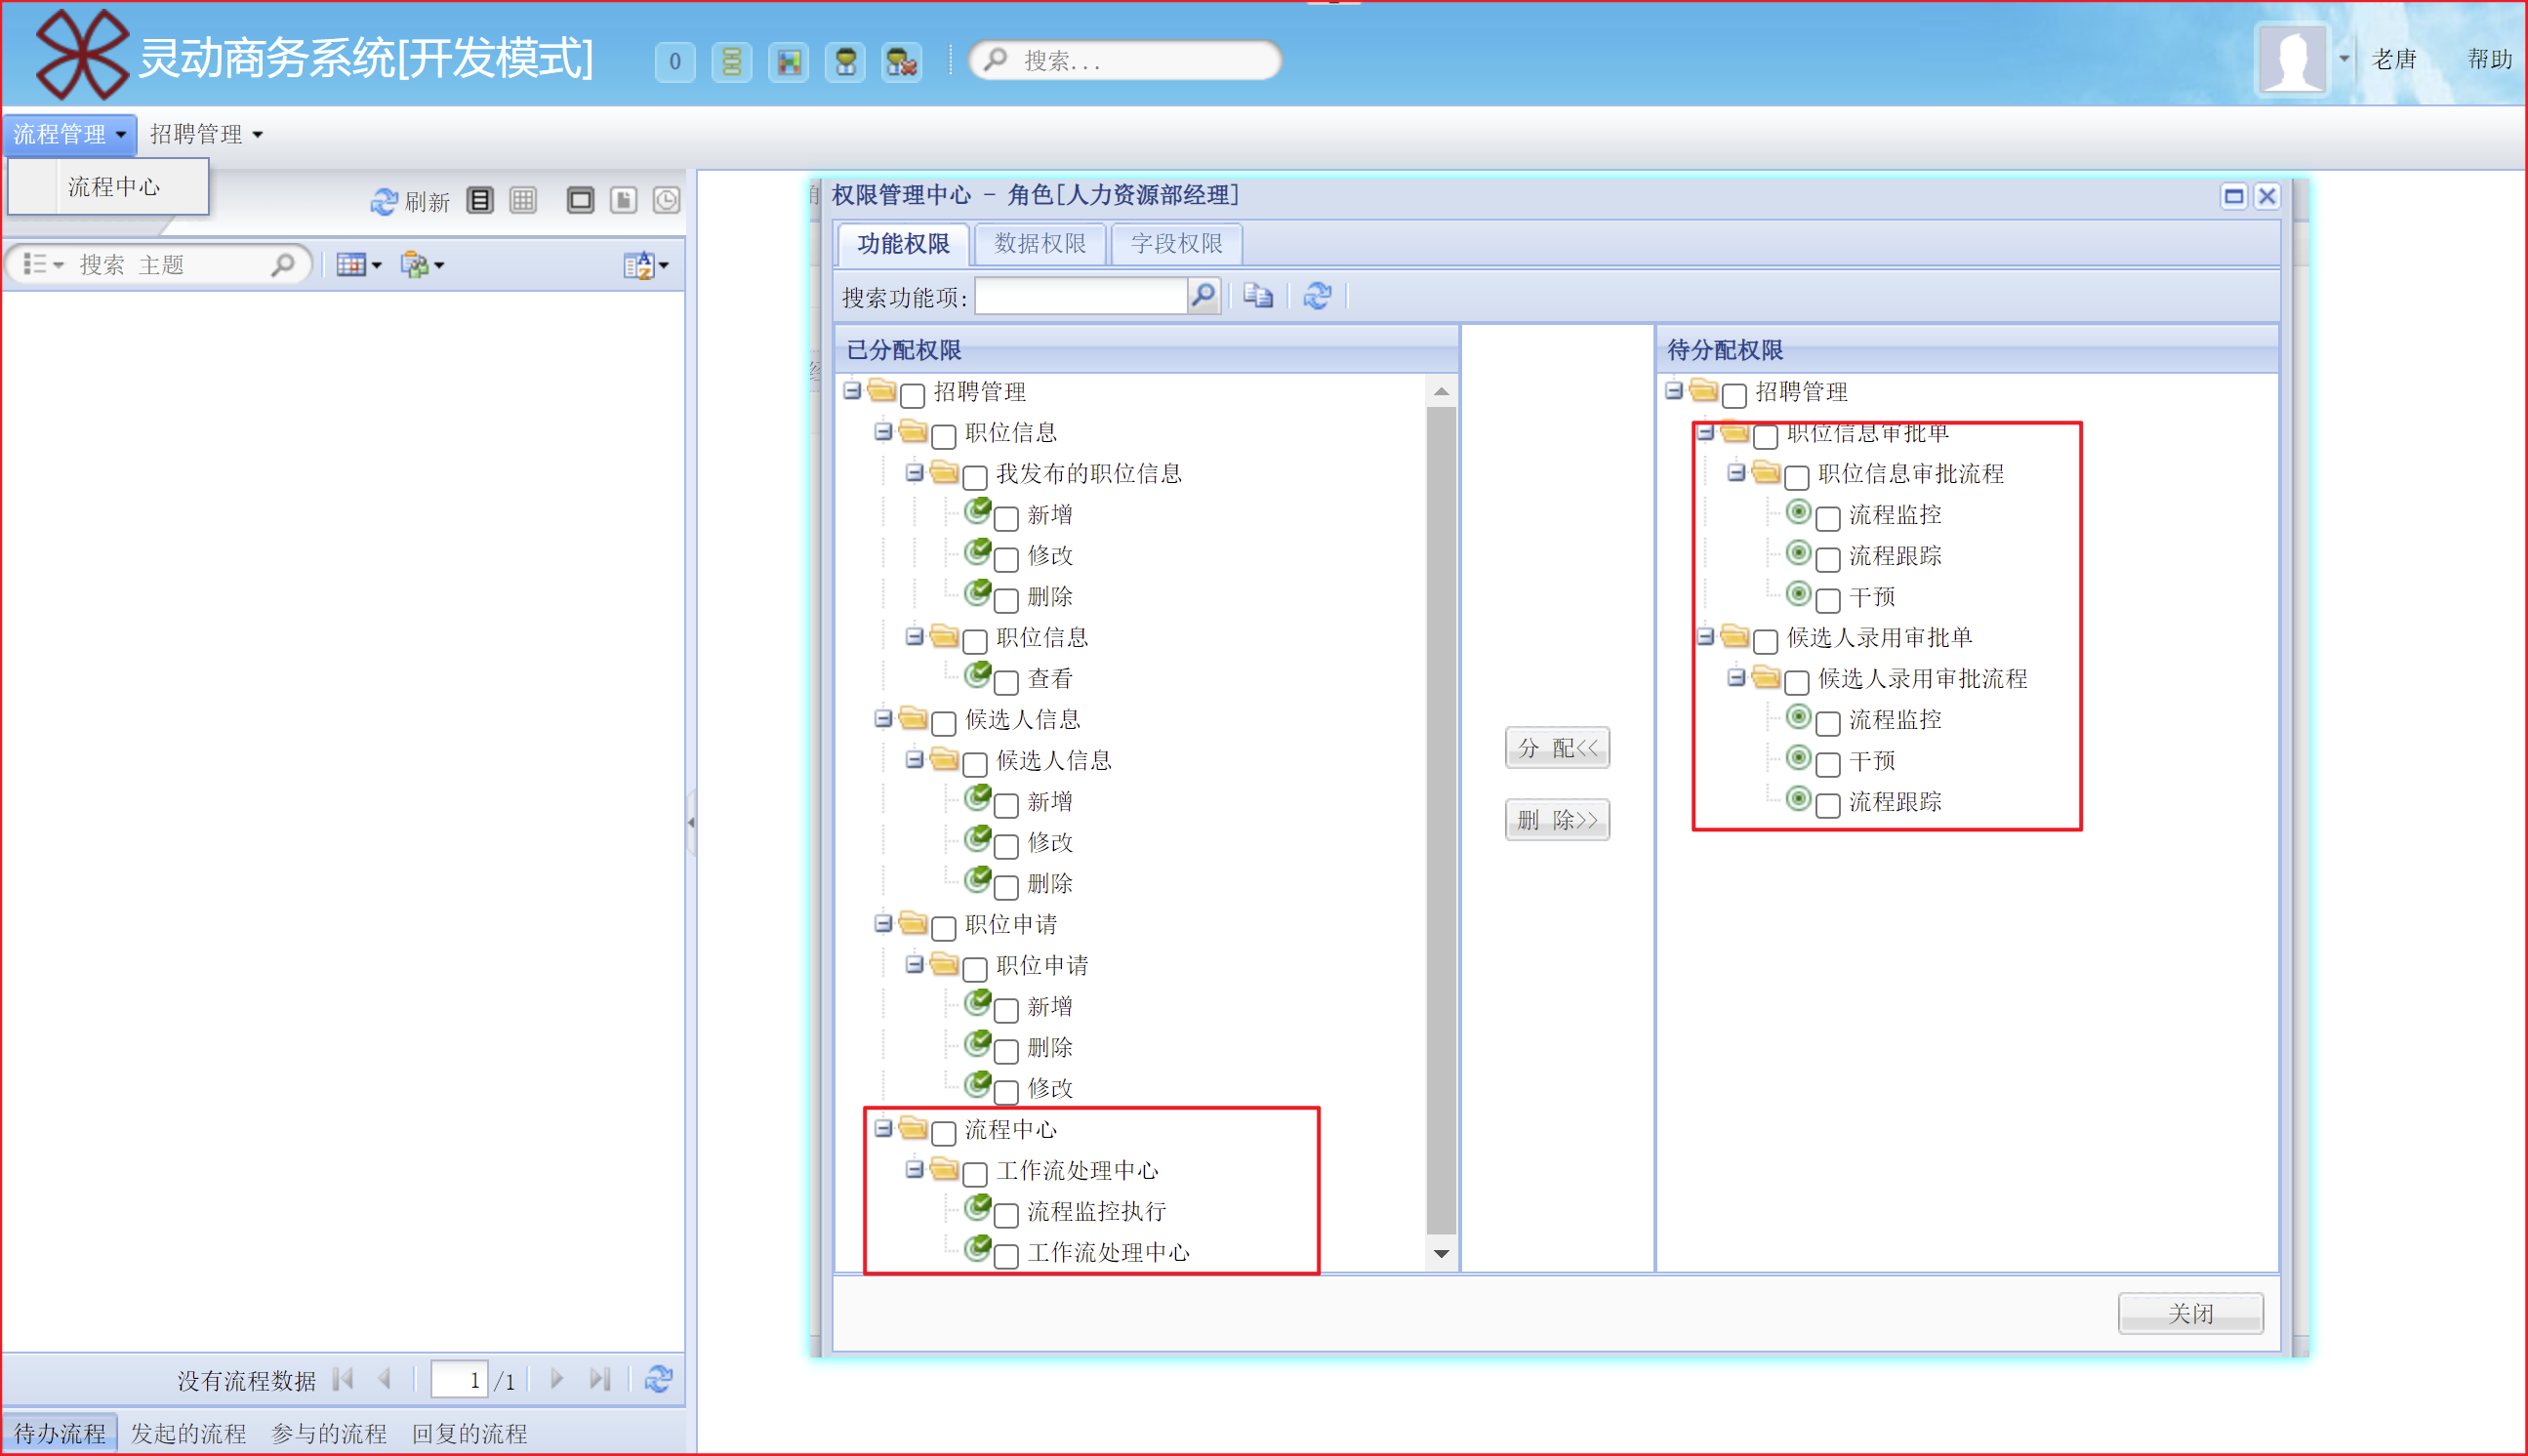 灵动商务系统[开发模式]
0
搜索...
老唐
帮助
流程管理
招聘管理
流程中心
刷新
搜索 主题
没有流程数据
1 /1
待办流程
发起的流程
参与的流程
回复的流程
权限管理中心 - 角色[人力资源部经理]
功能权限
数据权限
字段权限
搜索功能项:
已分配权限
招聘管理
职位信息
我发布的职位信息
新增
修改
删除
职位信息
查看
候选人信息
候选人信息
新增
修改
删除
职位申请
职位申请
新增
删除
修改
流程中心
工作流处理中心
流程监控执行
工作流处理中心
分 配<<
删 除>>
待分配权限
招聘管理
职位信息审批单
职位信息审批流程
流程监控
流程跟踪
干预
候选人录用审批单
候选人录用审批流程
流程监控
干预
流程跟踪
关闭